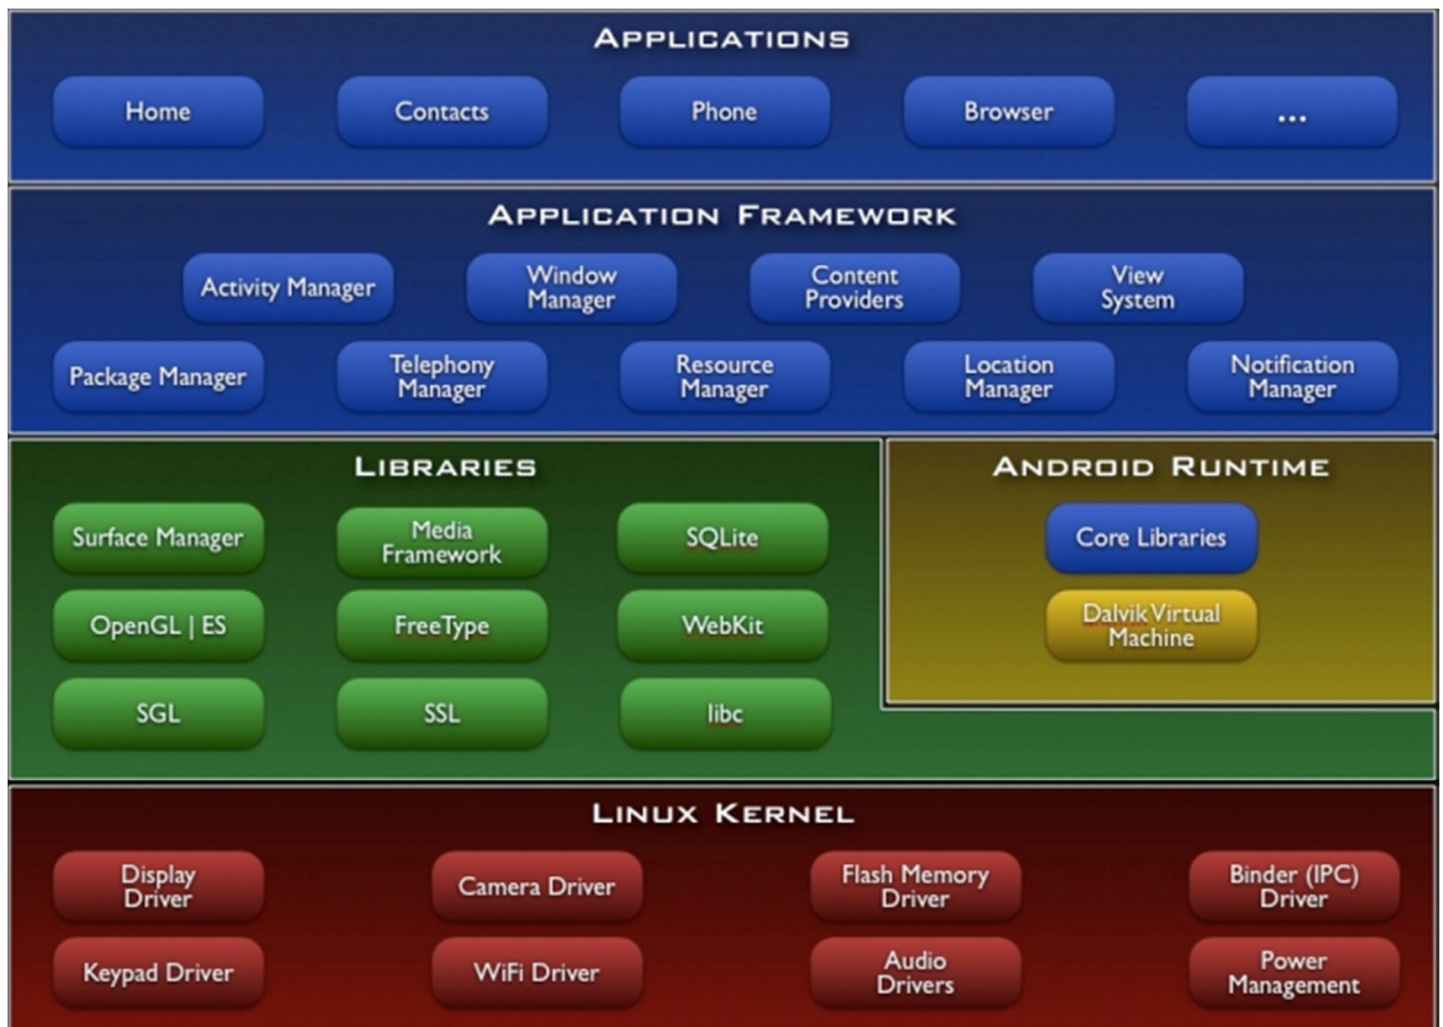 APPLICATIONS
Home
Contacts
Phone
Browser
...
APPLICATION FRAMEWORK
Activity Manager
Window
Manager
Content
Providers
View
System
Package Manager
Telephony
Manager
Resource
Manager
Location
Manager
Notification
Manager
LIBRARIES
Surface Manager
Media
Framework
SQLite
OpenGL | ES
FreeType
WebKit
SGL
SSL
libc
ANDROID RUNTIME
Core Libraries
Dalvik Virtual
Machine
LINUX KERNEL
Display
Driver
Camera Driver
Flash Memory
Driver
Binder (IPC)
Driver
Keypad Driver
WiFi Driver
Audio
Drivers
Power
Management